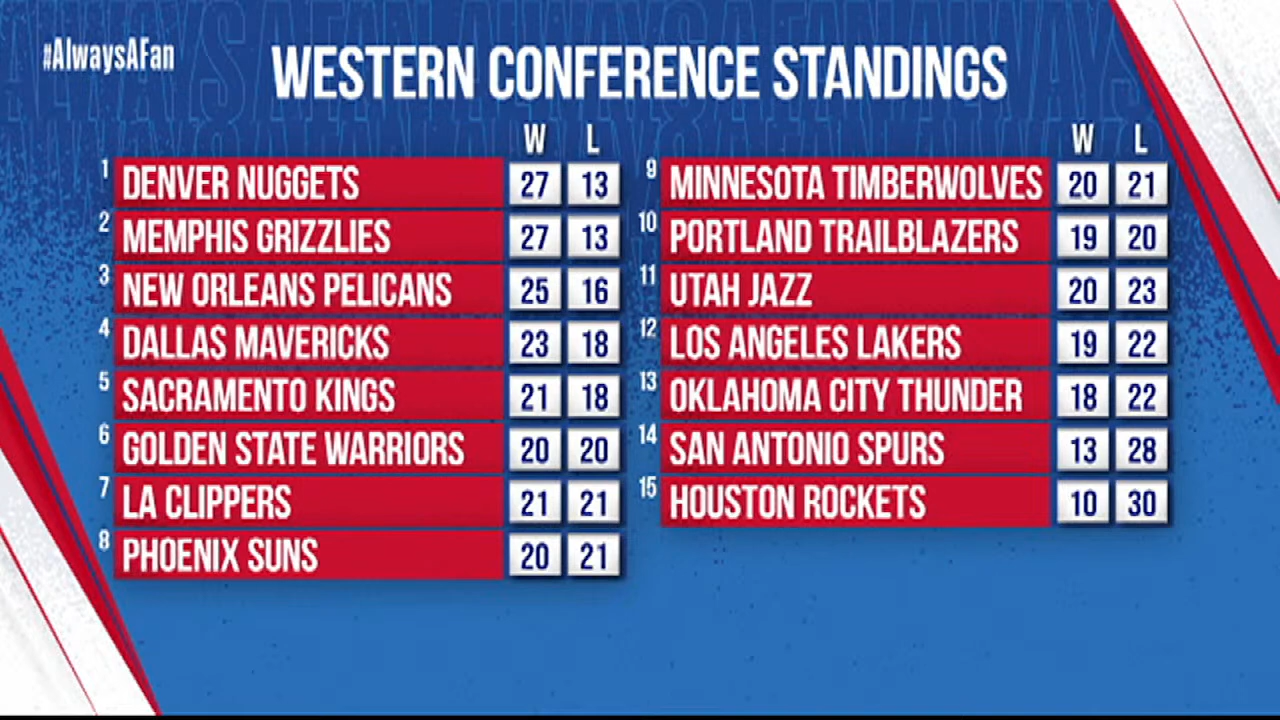 #AlwaysAFan
WESTERN CONFERENCE STANDINGS
W L
1 DENVER NUGGETS 27 13
2 MEMPHIS GRIZZLIES 27 13
3 NEW ORLEANS PELICANS 25 16
4 DALLAS MAVERICKS 23 18
5 SACRAMENTO KINGS 21 18
6 GOLDEN STATE WARRIORS 20 20
7 LA CLIPPERS 21 21
8 PHOENIX SUNS 20 21
W L
9 MINNESOTA TIMBERWOLVES 20 21
10 PORTLAND TRAILBLAZERS 19 20
11 UTAH JAZZ 20 23
12 LOS ANGELES LAKERS 19 22
13 OKLAHOMA CITY THUNDER 18 22
14 SAN ANTONIO SPURS 13 28
15 HOUSTON ROCKETS 10 30